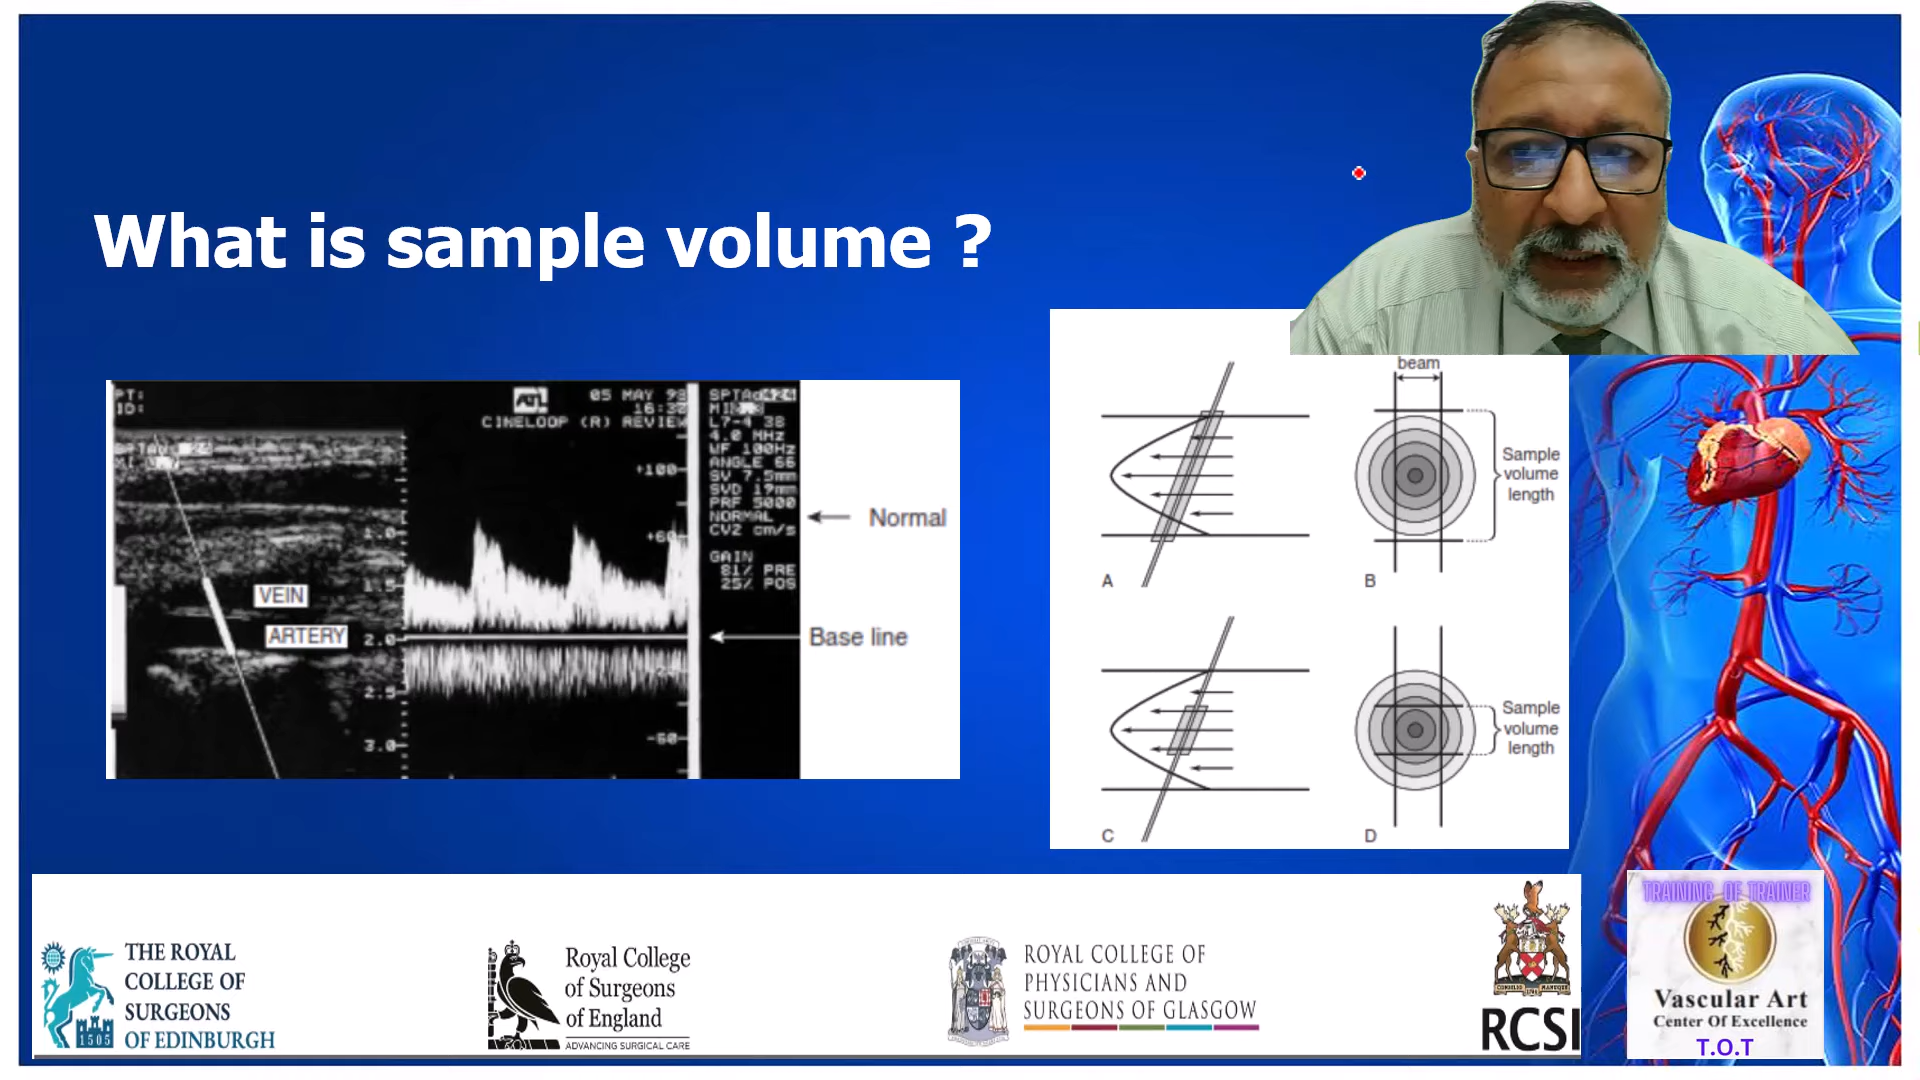 What is sample volume ?
PT:
ID:
ATL
05 MAY 98
CINELOOP (R) REVIEW
4.0 MHz
WF 100Hz
ANGLE 66
SV 7.5mm
SVD 19mm
PRF 5000
NORMAL
CV2 cm/s
GAIN
81% PRE
25% POS
+100
+60
-60
1.0
1.5
2.0
2.5
3.0
VEIN
ARTERY
Normal
Base line
beam
Sample
volume
length
A
B
Sample
volume
length
C
D
THE ROYAL
COLLEGE OF
SURGEONS
OF EDINBURGH
1505
Royal College
of Surgeons
of England
ADVANCING SURGICAL CARE
ROYAL COLLEGE OF
PHYSICIANS AND
SURGEONS OF GLASGOW
RCSI
TRAINING OF TRAINER
Vascular Art
Center Of Excellence
T.O.T